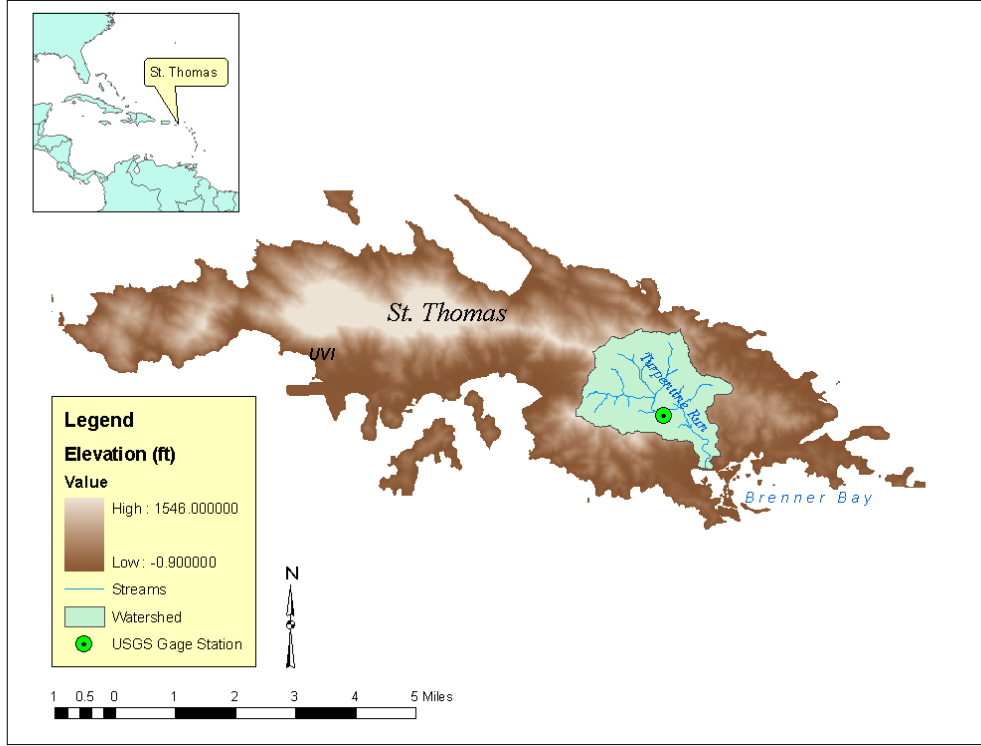 St. Thomas
St. Thomas
UVI
Turpentine Run
Brenner Bay
Legend
Elevation (ft)
Value
High : 1546.000000
Low : -0.900000
Streams
Watershed
USGS Gage Station
N
1 0.5 0 1 2 3 4 5 Miles